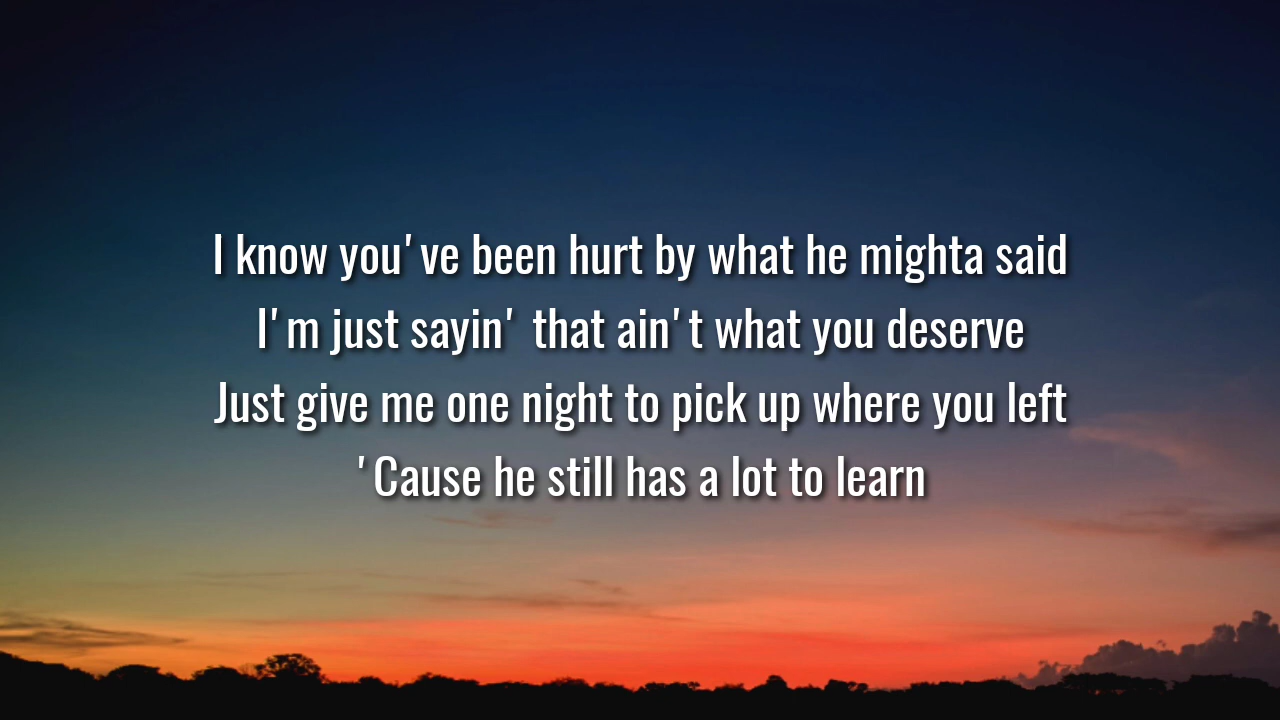 I know you've been hurt by what he mighta said
I'm just sayin' that ain't what you deserve
Just give me one night to pick up where you left
'Cause he still has a lot to learn